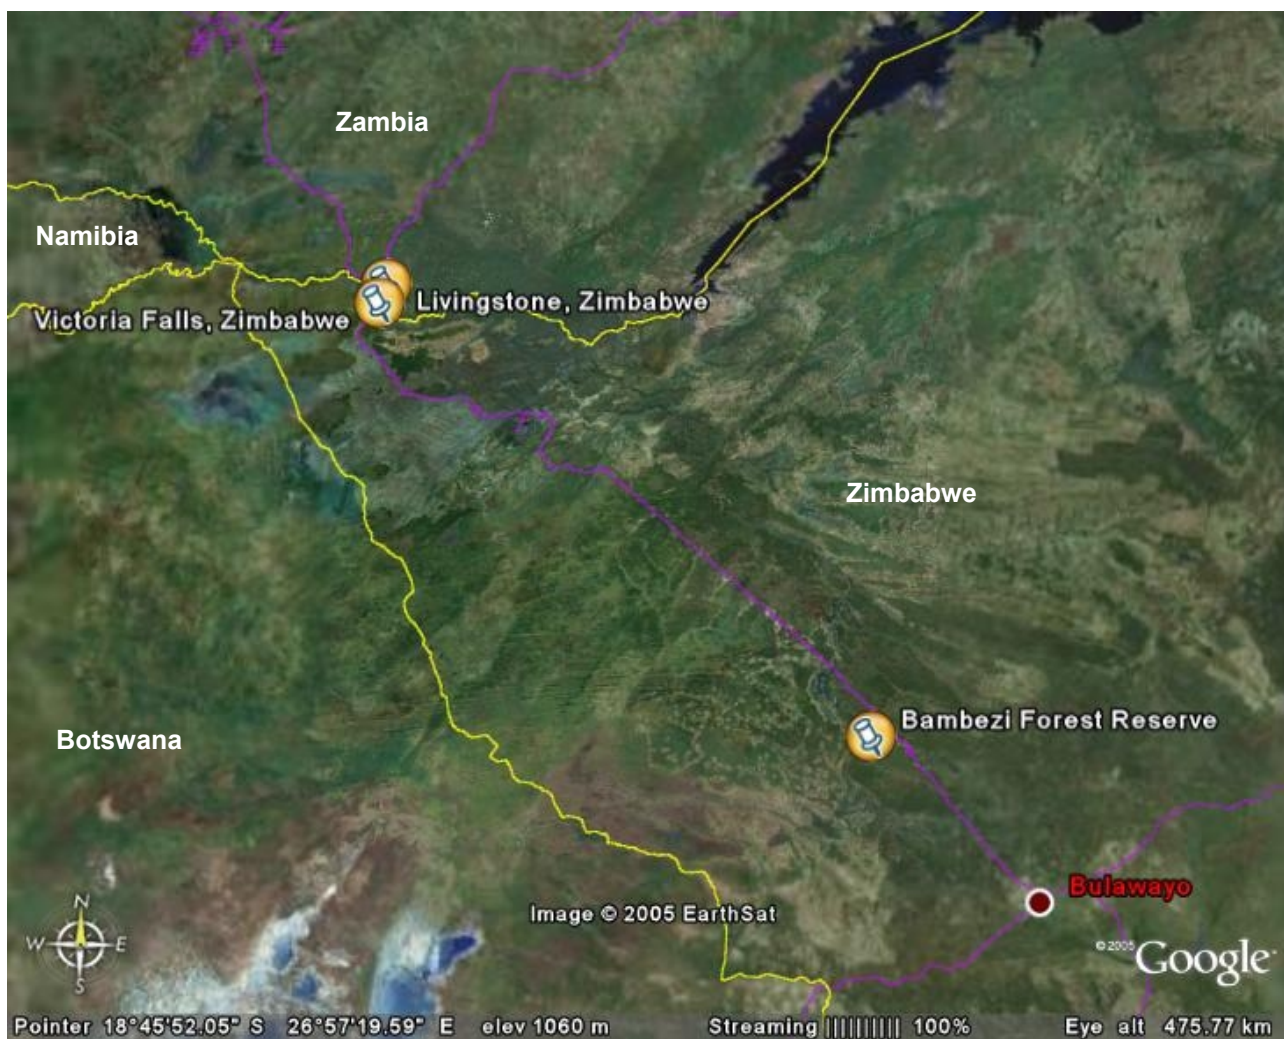 Zambia
Namibia
Livingstone, Zimbabwe
Victoria Falls, Zimbabwe
Zimbabwe
Bambezi Forest Reserve
Botswana
Bulawayo
Image © 2005 EarthSat
N
W E
S
©2005 Google
Pointer 18°45'52.05" S 26°57'19.59" E elev 1060 m Streaming |||||||||| 100% Eye alt 475.77 km